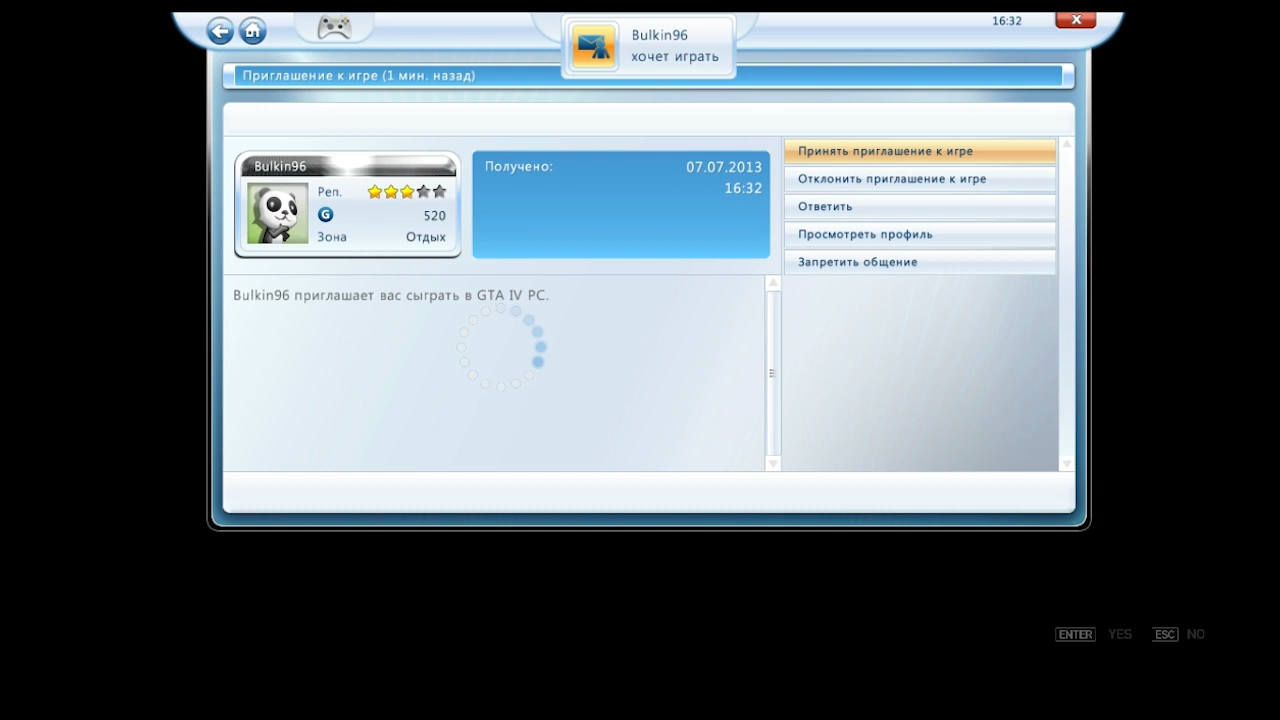 16:32
Bulkin96
хочет играть
Приглашение к игре (1 мин. назад)
Bulkin96
Реп.
G
520
Зона
Отдых
Получено:
07.07.2013
16:32
Принять приглашение к игре
Отклонить приглашение к игре
Ответить
Просмотреть профиль
Запретить общение
Bulkin96 приглашает вас сыграть в GTA IV PC.
ENTER YES ESC NO